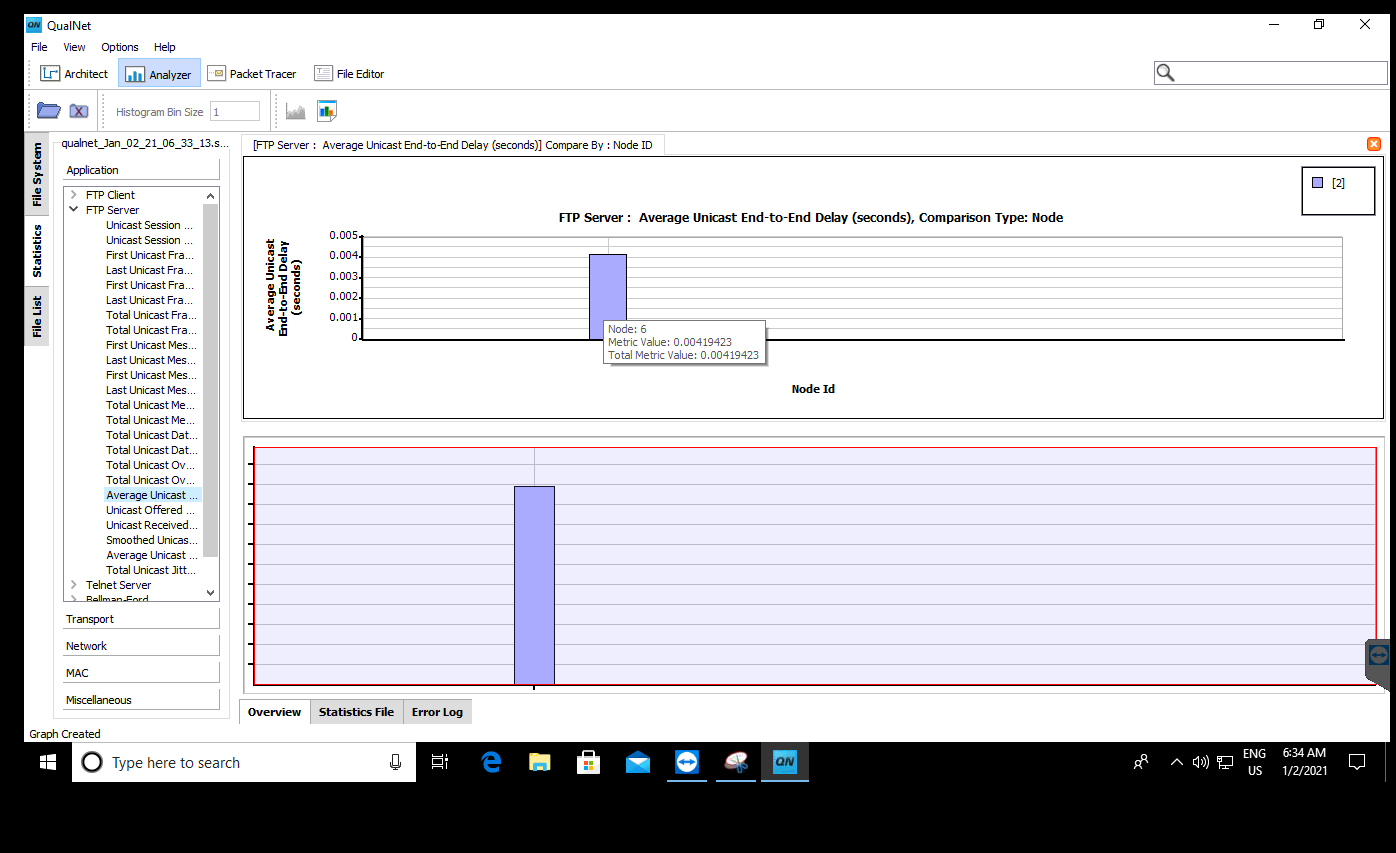 QN QualNet
File View Options Help
Architect Analyzer Packet Tracer File Editor
Histogram Bin Size 1
File System
Statistics
File List
qualnet_Jan_02_21_06_33_13.s...
Application
FTP Client
FTP Server
Unicast Session ...
Unicast Session ...
First Unicast Fra...
Last Unicast Fra...
First Unicast Fra...
Last Unicast Fra...
Total Unicast Fra...
Total Unicast Fra...
First Unicast Mes...
Last Unicast Mes...
First Unicast Mes...
Last Unicast Mes...
Total Unicast Me...
Total Unicast Me...
Total Unicast Dat...
Total Unicast Dat...
Total Unicast Ov...
Total Unicast Ov...
Average Unicast ...
Unicast Offered ...
Unicast Received...
Smoothed Unicas...
Average Unicast ...
Total Unicast Jitt...
Telnet Server
Bellman-Ford
Transport
Network
MAC
Miscellaneous
[FTP Server : Average Unicast End-to-End Delay (seconds)] Compare By : Node ID
[2]
FTP Server : Average Unicast End-to-End Delay (seconds), Comparison Type: Node
Average Unicast
End-to-End Delay
(seconds)
0.005
0.004
0.003
0.002
0.001
0
Node: 6
Metric Value: 0.00419423
Total Metric Value: 0.00419423
Node Id
Overview Statistics File Error Log
Graph Created
Type here to search
QN
ENG
US
6:34 AM
1/2/2021